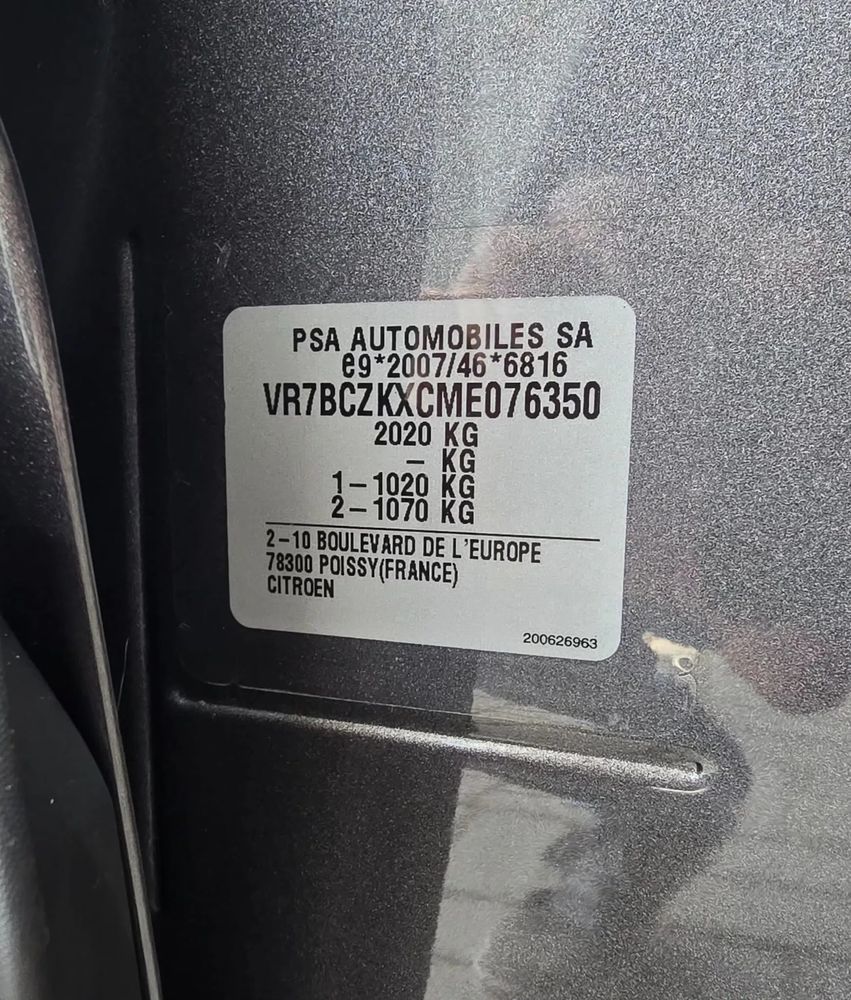 PSA AUTOMOBILES SA
e9*2007/46*6816
VR7BCZKXCME076350
2020 KG
– KG
1–1020 KG
2–1070 KG
2–10 BOULEVARD DE L'EUROPE
78300 POISSY(FRANCE)
CITROEN
200626963